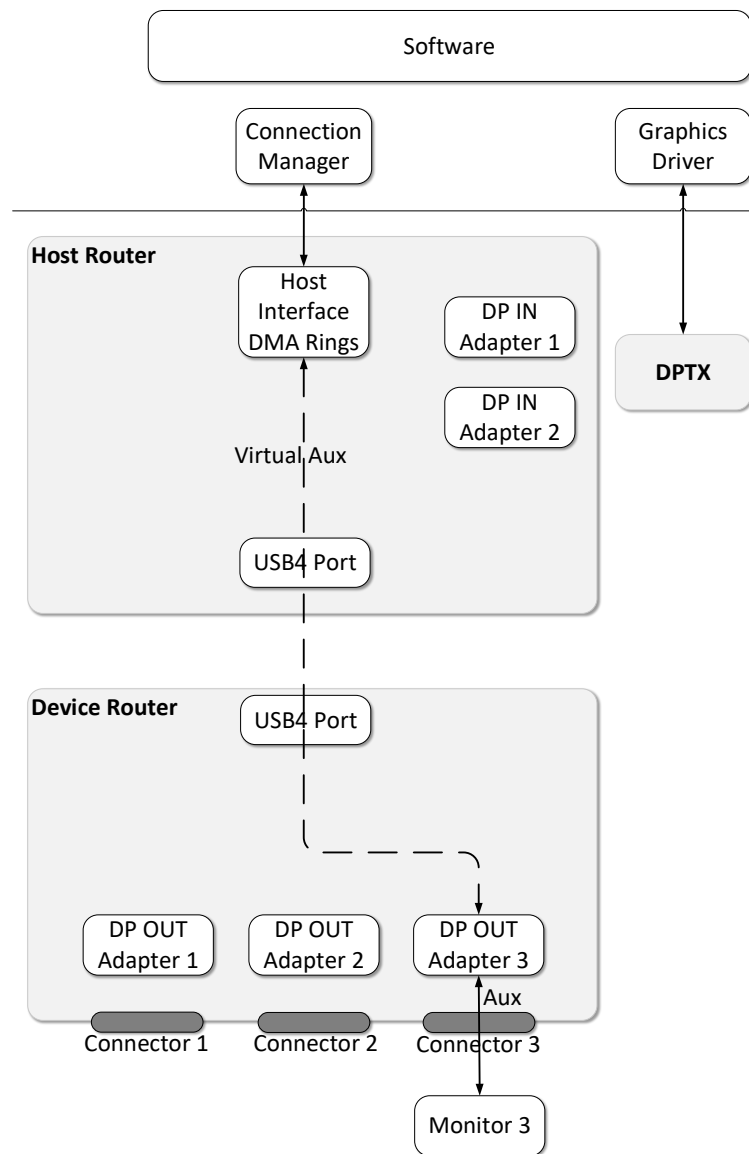 Software
Connection
Manager
Graphics
Driver
Host Router
Host
Interface
DMA Rings
DP IN
Adapter 1
DPTX
DP IN
Adapter 2
Virtual Aux
USB4 Port
Device Router
USB4 Port
DP OUT
Adapter 1
DP OUT
Adapter 2
DP OUT
Adapter 3
Aux
Connector 1
Connector 2
Connector 3
Monitor 3